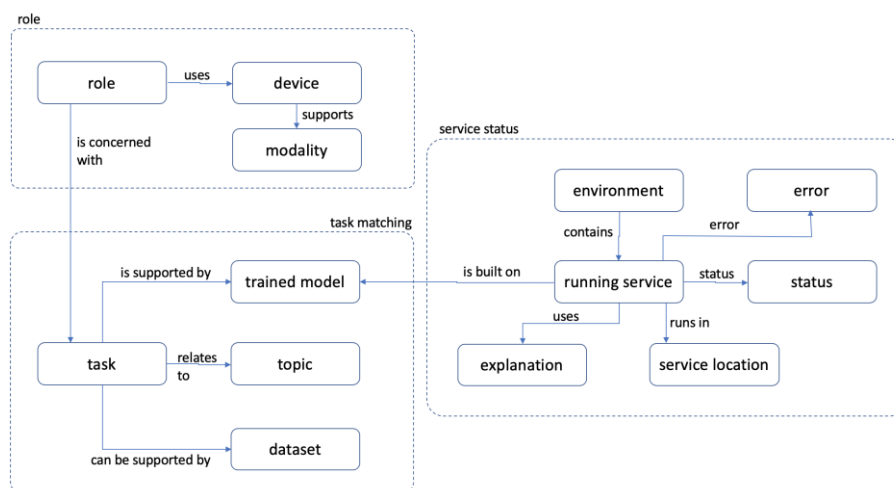 role
role
uses
device
supports
modality
is concerned
with
service status
environment
error
contains
error
task matching
is supported by
trained model
is built on
running service
status
status
uses
runs in
explanation
service location
task
relates
to
topic
can be supported by
dataset